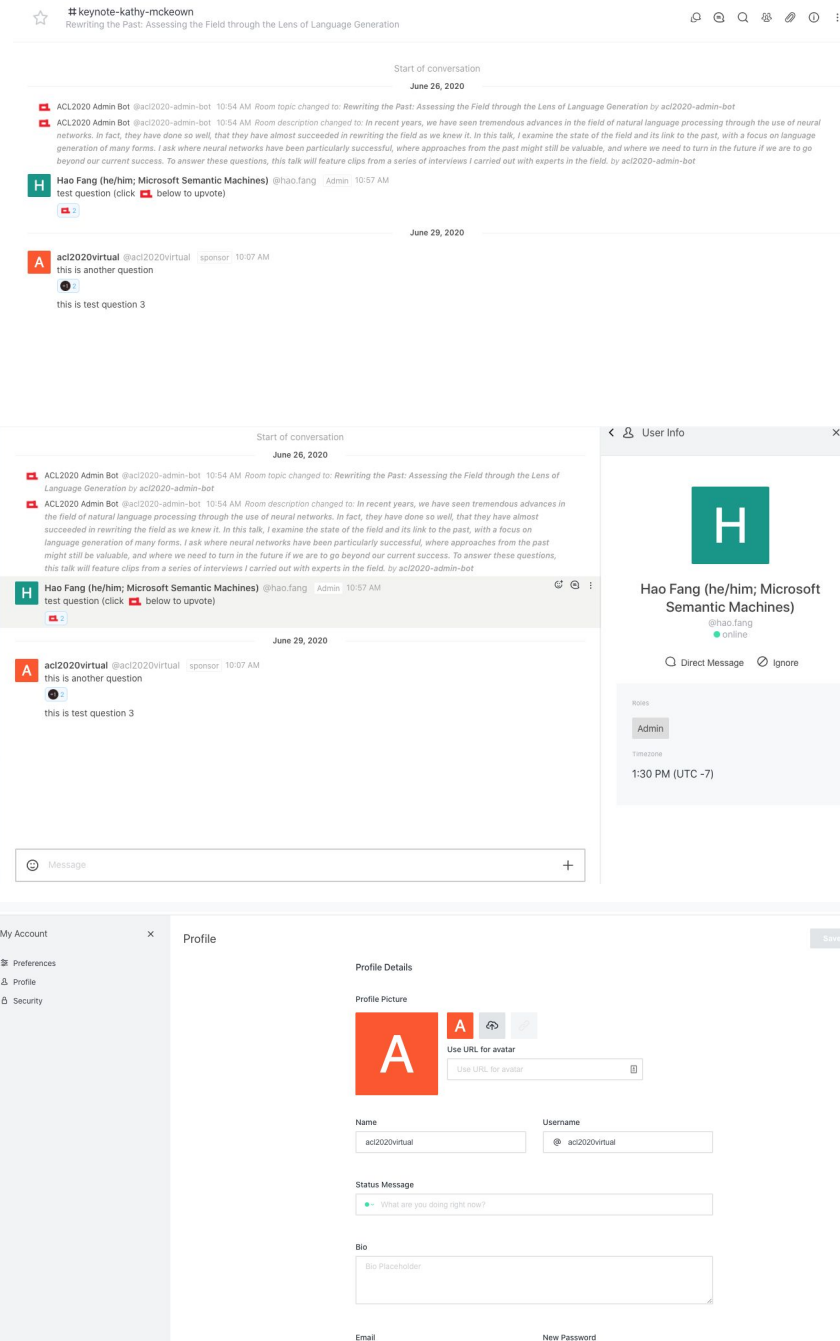 # keynote-kathy-mckeown
Rewriting the Past: Assessing the Field through the Lens of Language Generation
Start of conversation
June 26, 2020
ACL2020 Admin Bot @acl2020-admin-bot 10:54 AM Room topic changed to: Rewriting the Past: Assessing the Field through the Lens of Language Generation by acl2020-admin-bot
ACL2020 Admin Bot @acl2020-admin-bot 10:54 AM Room description changed to: In recent years, we have seen tremendous advances in the field of natural language processing through the use of neural
networks. In fact, they have done so well, that they have almost succeeded in rewriting the field as we knew it. In this talk, I examine the state of the field and its link to the past, with a focus on language
generation of many forms. I ask where neural networks have been particularly successful, where approaches from the past might still be valuable, and where we need to turn in the future if we are to go
beyond our current success. To answer these questions, this talk will feature clips from a series of interviews I carried out with experts in the field. by acl2020-admin-bot
H
Hao Fang (he/him; Microsoft Semantic Machines) @hao.fang Admin 10:57 AM
test question (click below to upvote)
2
June 29, 2020
A
acl2020virtual @acl2020virtual sponsor 10:07 AM
this is another question
+1 2
this is test question 3
Start of conversation
June 26, 2020
ACL2020 Admin Bot @acl2020-admin-bot 10:54 AM Room topic changed to: Rewriting the Past: Assessing the Field through the Lens of
Language Generation by acl2020-admin-bot
ACL2020 Admin Bot @acl2020-admin-bot 10:54 AM Room description changed to: In recent years, we have seen tremendous advances in
the field of natural language processing through the use of neural networks. In fact, they have done so well, that they have almost
succeeded in rewriting the field as we knew it. In this talk, I examine the state of the field and its link to the past, with a focus on
language generation of many forms. I ask where neural networks have been particularly successful, where approaches from the past
might still be valuable, and where we need to turn in the future if we are to go beyond our current success. To answer these questions,
this talk will feature clips from a series of interviews I carried out with experts in the field. by acl2020-admin-bot
H
Hao Fang (he/him; Microsoft Semantic Machines) @hao.fang Admin 10:57 AM
test question (click below to upvote)
2
June 29, 2020
A
acl2020virtual @acl2020virtual sponsor 10:07 AM
this is another question
2
this is test question 3
Message
User Info
H
Hao Fang (he/him; Microsoft
Semantic Machines)
@hao.fang
online
Direct Message Ignore
Roles
Admin
Timezone
1:30 PM (UTC -7)
My Account
Preferences
Profile
Security
Profile
Save
Profile Details
Profile Picture
A
A
Use URL for avatar
Use URL for avatar
Name Username
acl2020virtual @ acl2020virtual
Status Message
What are you doing right now?
Bio
Bio Placeholder
Email New Password